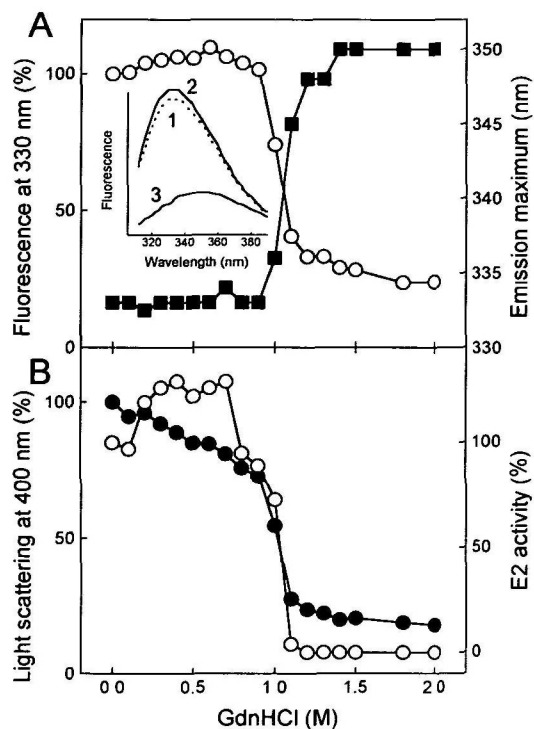 A
Fluorescence at 330 nm (%)
100
50
0
Emission maximum (nm)
350
345
340
335
330
Fluorescence
1
2
3
320 340 360 380
Wavelength (nm)
B
Light scattering at 400 nm (%)
100
50
0
E2 activity (%)
100
50
0
0 0 0.5 1 0 1.5 2 0
GdnHCl (M)